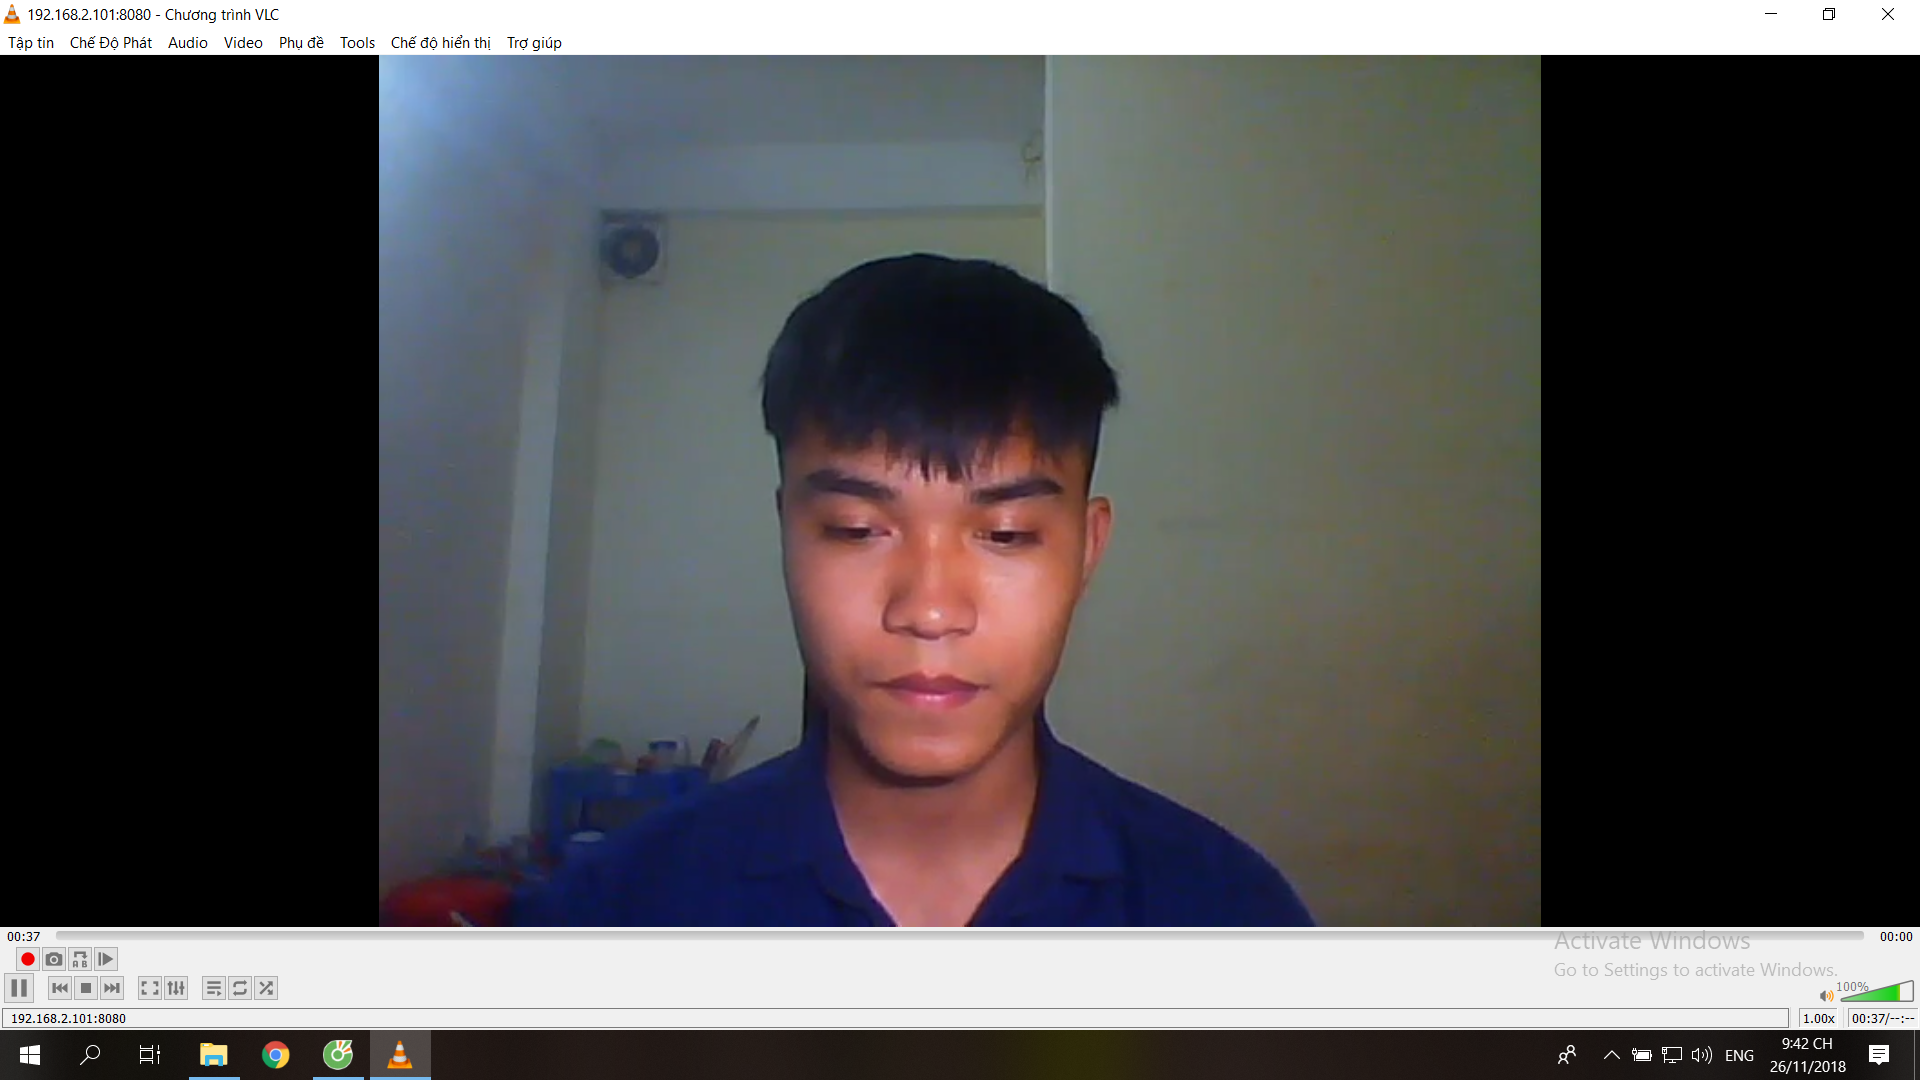 192.168.2.101:8080 - Chương trình VLC
Tập tin Chế Độ Phát Audio Video Phụ đề Tools Chế độ hiển thị Trợ giúp
00:37 00:00
Activate Windows
Go to Settings to activate Windows.
A B
100%
192.168.2.101:8080 1.00x 00:37/--:--
ENG 9:42 CH
26/11/2018